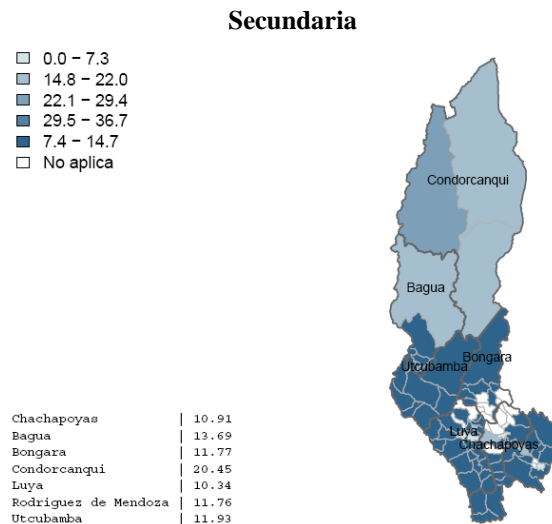 Secundaria
0.0 − 7.3
14.8 − 22.0
22.1 − 29.4
29.5 − 36.7
7.4 − 14.7
No aplica
Condorcanqui
Bagua
Bongara
Utcubamba
Luya
Chachapoyas
Chachapoyas | 10.91
Bagua | 13.69
Bongara | 11.77
Condorcanqui | 20.45
Luya | 10.34
Rodriguez de Mendoza | 11.76
Utcubamba | 11.93